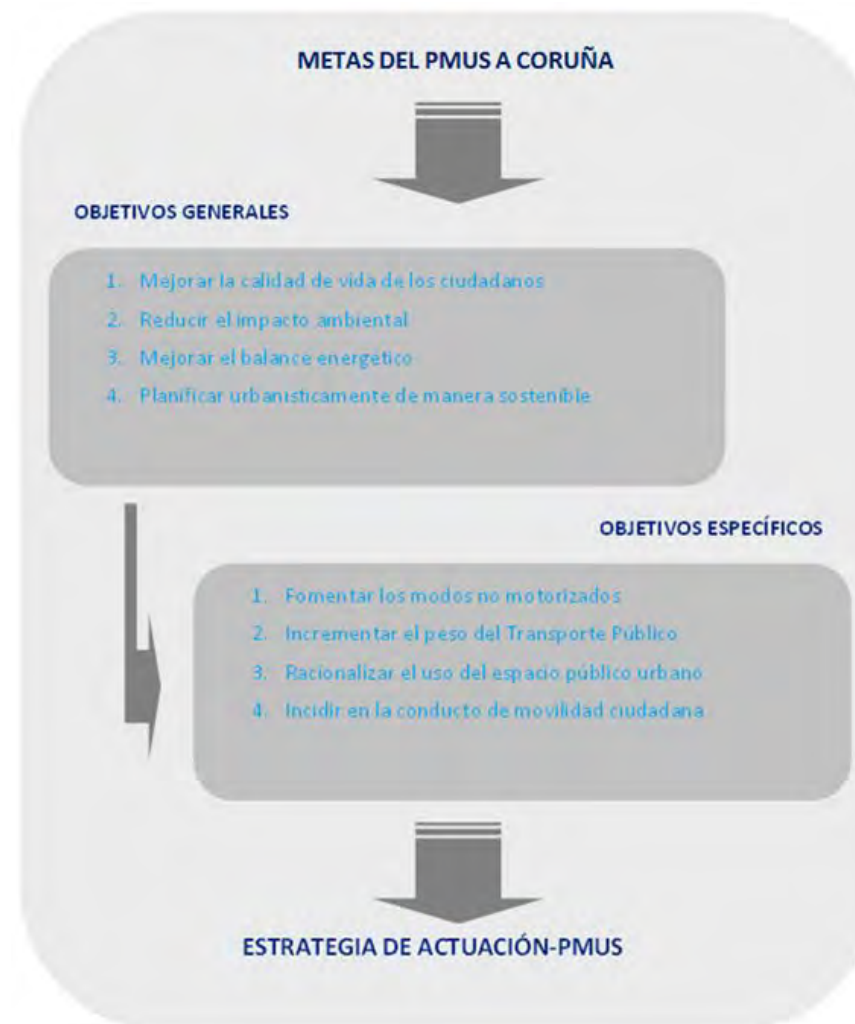 METAS DEL PMUS A CORUÑA
OBJETIVOS GENERALES
1. Mejorar la calidad de vida de los ciudadanos
2. Reducir el impacto ambiental
3. Mejorar el balance energético
4. Planificar urbanísticamente de manera sostenible
OBJETIVOS ESPECÍFICOS
1. Fomentar los modos no motorizados
2. Incrementar el peso del Transporte Público
3. Racionalizar el uso del espacio público urbano
4. Incidir en la conducto de movilidad ciudadana
ESTRATEGIA DE ACTUACIÓN-PMUS